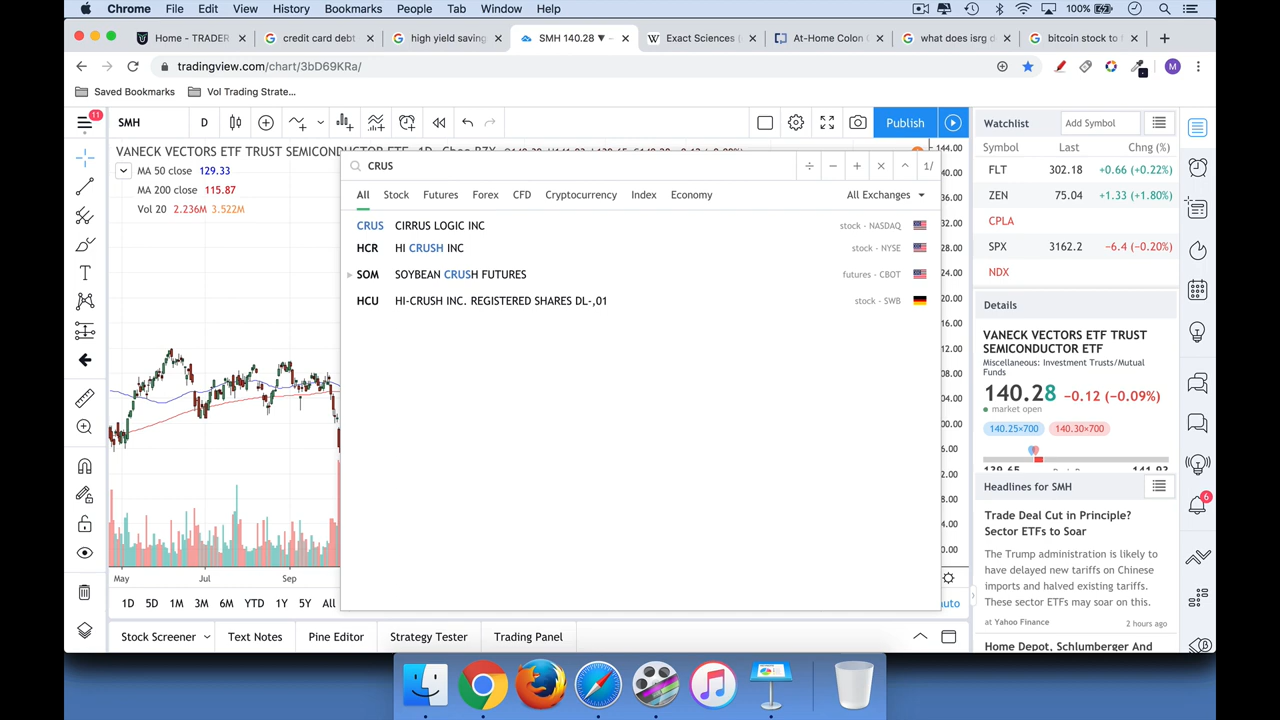 Chrome File Edit View History Bookmarks People Tab Window Help 100%
Home - TRADER
credit card debt
high yield saving
SMH 140.28 ▼
Exact Sciences (
At-Home Colon C
what does isrg d
bitcoin stock to f
tradingview.com/chart/3bD69KRa/
M
Saved Bookmarks Vol Trading Strate...
11
SMH D Publish
VANECK VECTORS ETF TRUST SEMICONDUCTOR ETF
MA 50 close 129.33
MA 200 close 115.87
Vol 20 2.236M 3.522M
CRUS ÷ − + × 1/
All Stock Futures Forex CFD Cryptocurrency Index Economy All Exchanges
CRUS CIRRUS LOGIC INC stock - NASDAQ
HCR HI CRUSH INC stock - NYSE
SOM SOYBEAN CRUSH FUTURES futures - CBOT
HCU HI-CRUSH INC. REGISTERED SHARES DL-,01 stock - SWB
144.00
May Jul Sep
1D 5D 1M 3M 6M YTD 1Y 5Y All
auto
Stock Screener Text Notes Pine Editor Strategy Tester Trading Panel
Watchlist Add Symbol
Symbol Last Chng (%)
FLT 302.18 +0.66 (+0.22%)
ZEN 75.04 +1.33 (+1.80%)
CPLA
SPX 3162.2 −6.4 (−0.20%)
NDX
Details
VANECK VECTORS ETF TRUST
SEMICONDUCTOR ETF
Miscellaneous: Investment Trusts/Mutual
Funds
140.28 −0.12 (−0.09%)
market open
140.25×700 140.30×700
139.65 141.93
Headlines for SMH
Trade Deal Cut in Principle?
Sector ETFs to Soar
The Trump administration is likely to
have delayed new tariffs on Chinese
imports and halved existing tariffs.
These sector ETFs may soar on this.
at Yahoo Finance 2 hours ago
Home Depot, Schlumberger And
6